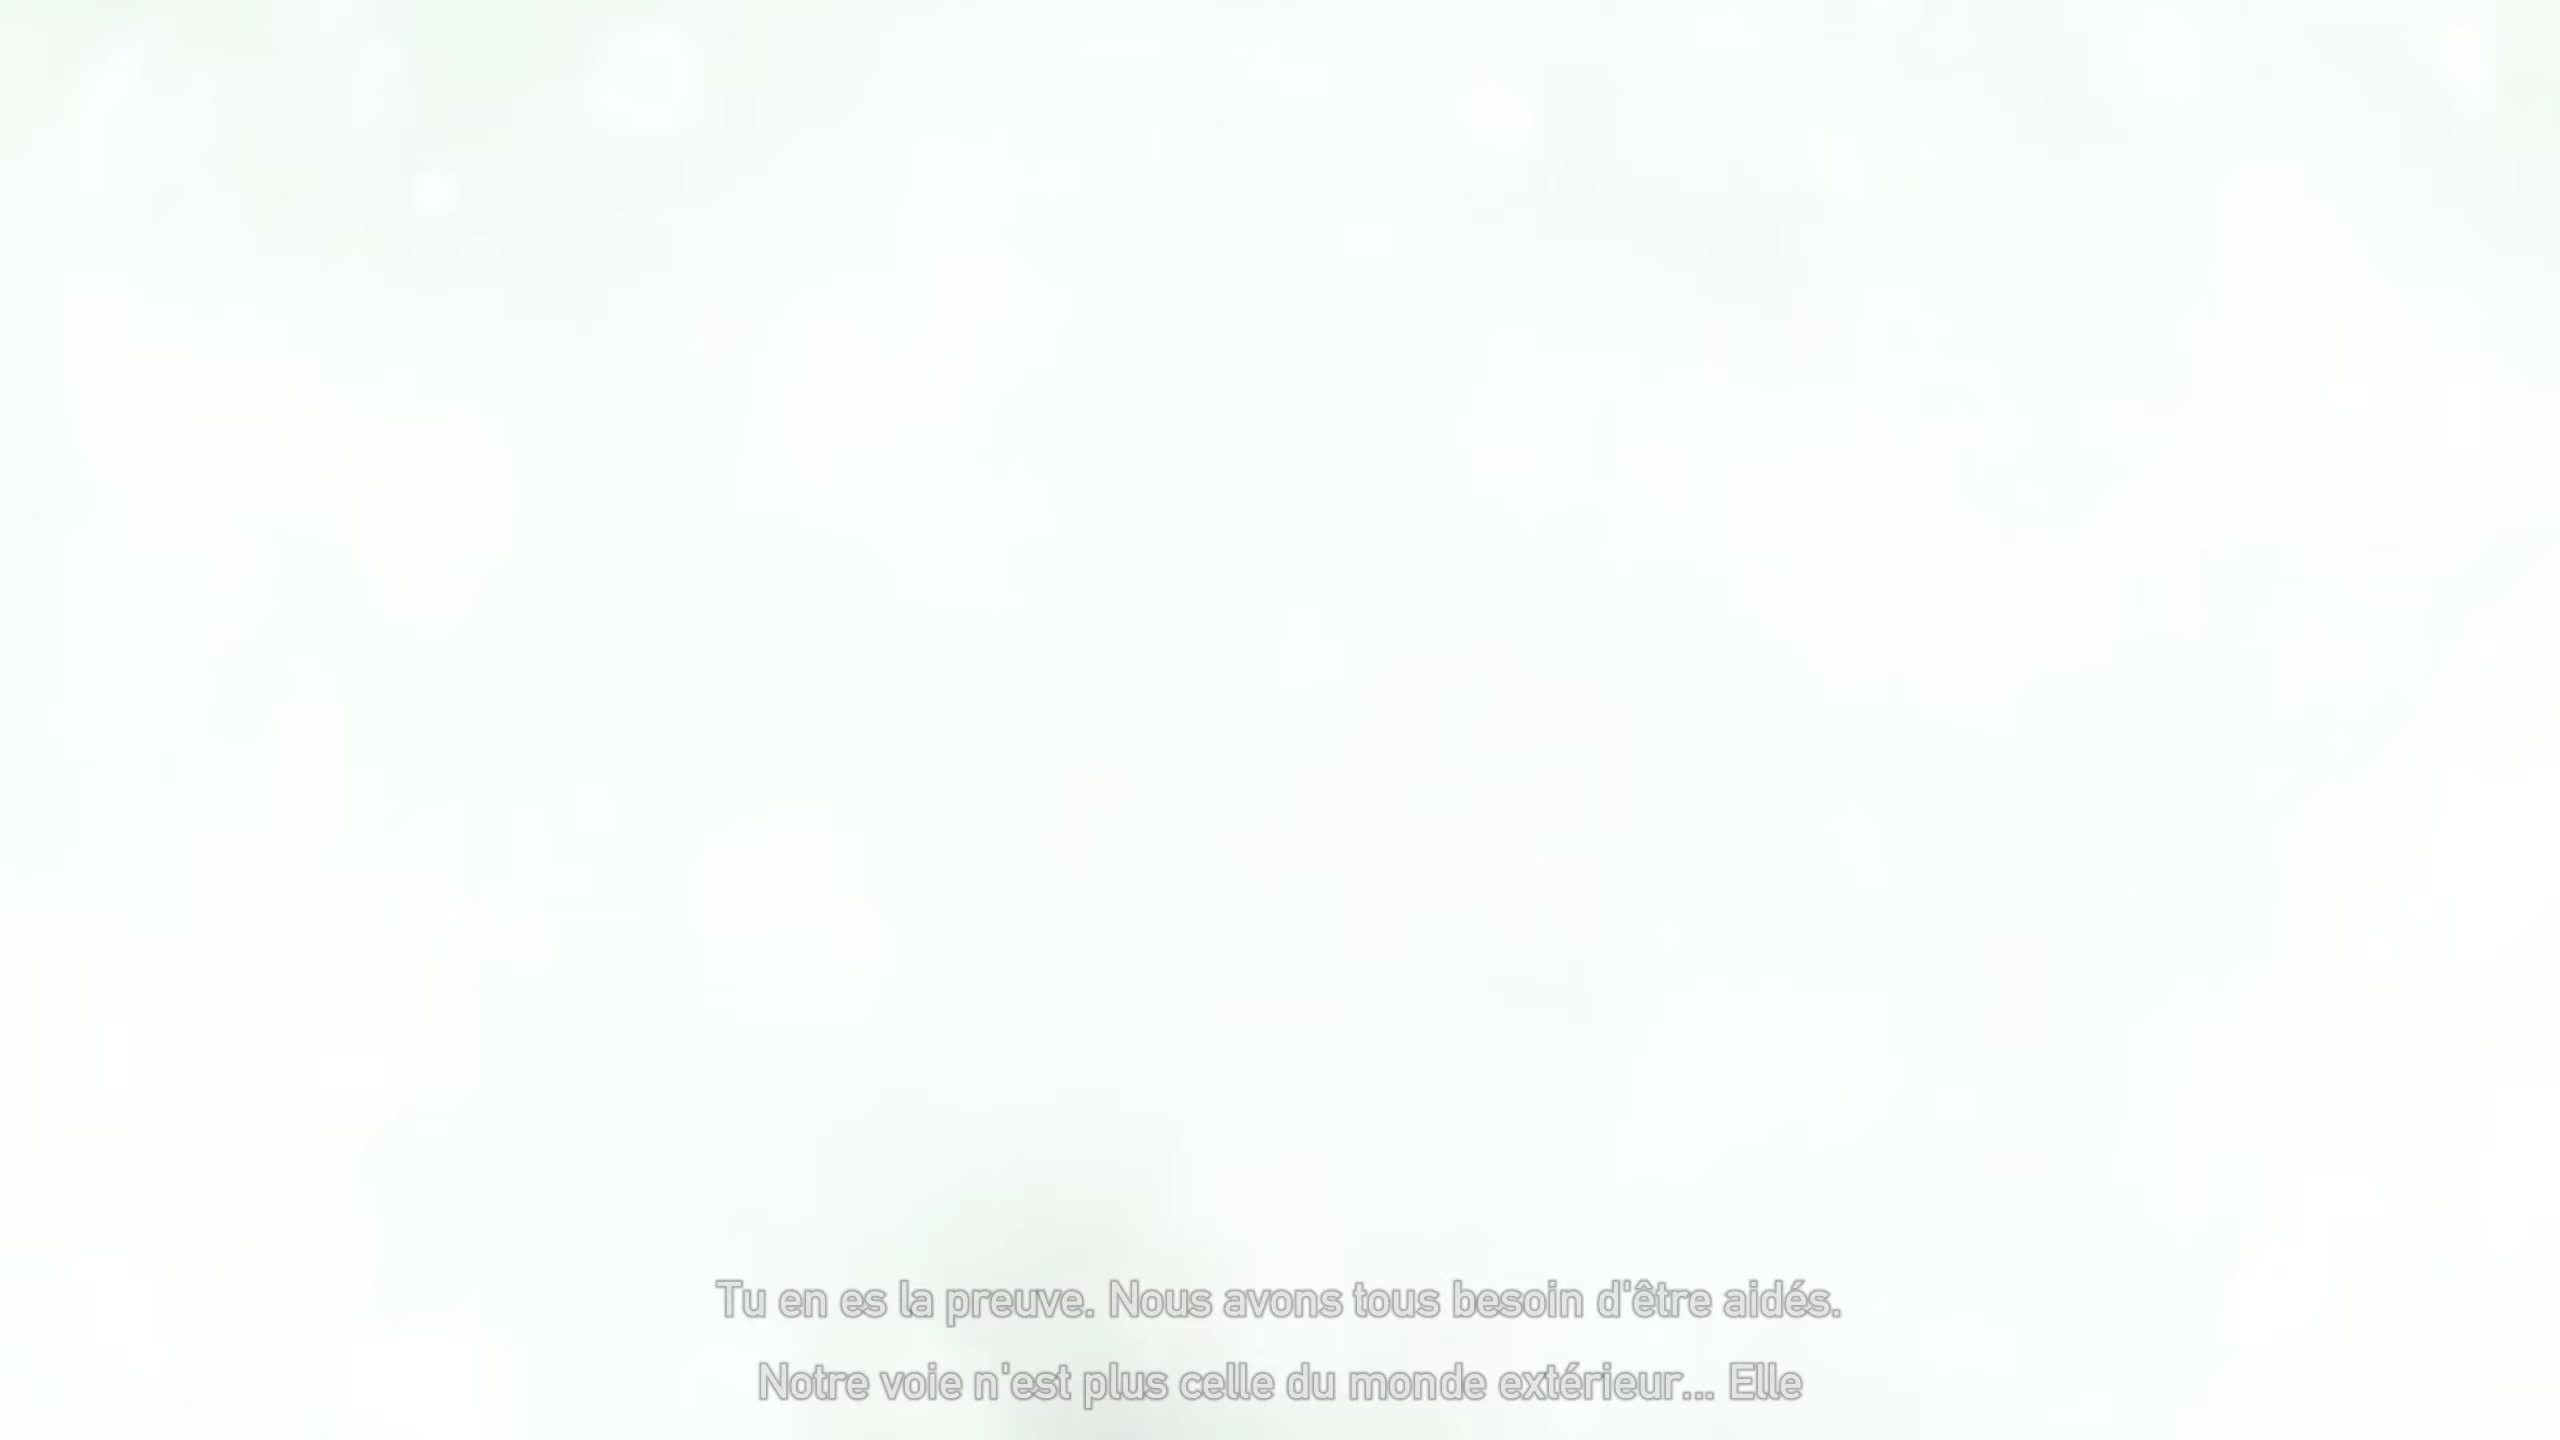 Tu en es la preuve. Nous avons tous besoin d'être aidés.
Notre voie n'est plus celle du monde extérieur... Elle